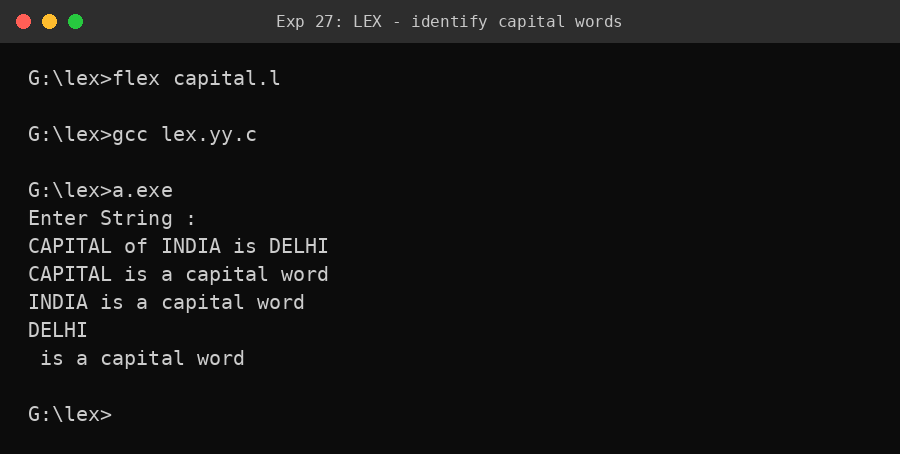 Exp 27: LEX - identify capital words
G:\lex>flex capital.l
G:\lex>gcc lex.yy.c
G:\lex>a.exe
Enter String :
CAPITAL of INDIA is DELHI
CAPITAL is a capital word
INDIA is a capital word
DELHI
 is a capital word
G:\lex>